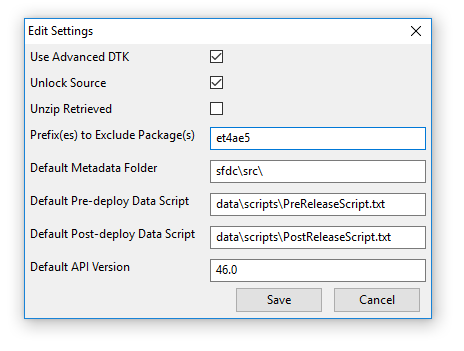 Edit Settings
Use Advanced DTK
Unlock Source
Unzip Retrieved
Prefix(es) to Exclude Package(s) et4ae5
Default Metadata Folder sfdc\src\
Default Pre-deploy Data Script data\scripts\PreReleaseScript.txt
Default Post-deploy Data Script data\scripts\PostReleaseScript.txt
Default API Version 46.0
Save Cancel